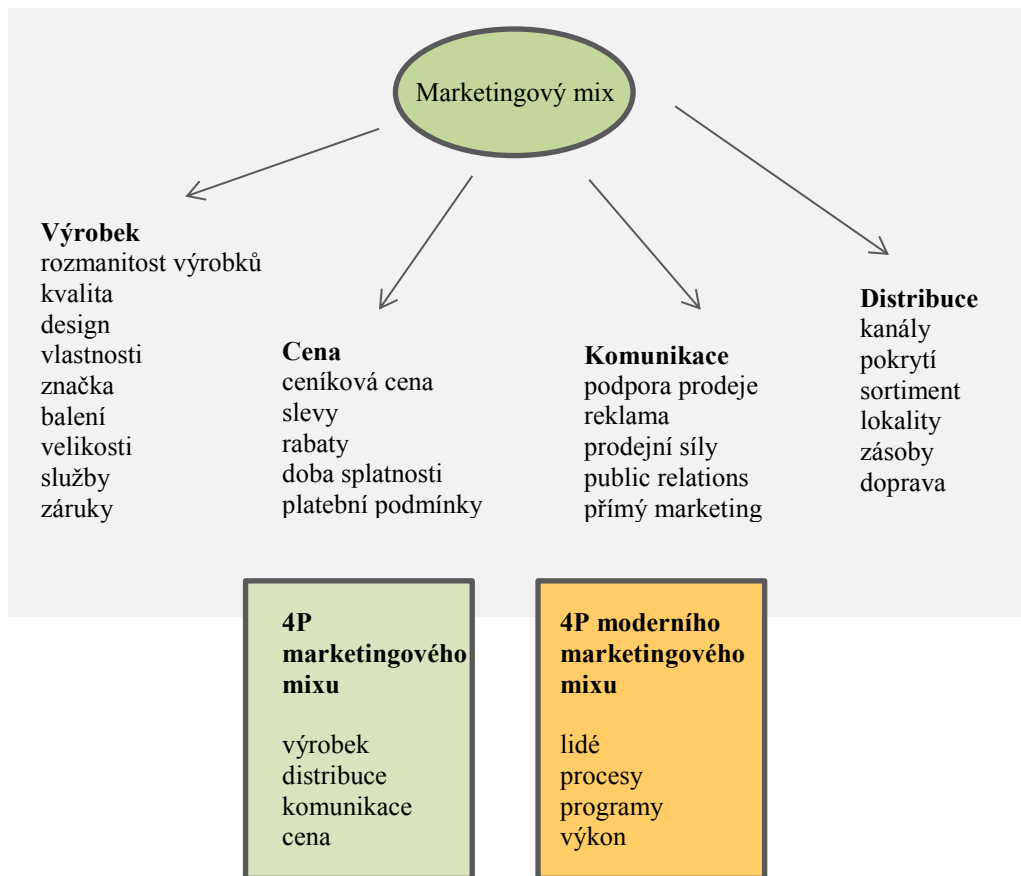 Marketingový mix
Výrobek
rozmanitost výrobků
kvalita
design
vlastnosti
značka
balení
velikosti
služby
záruky
Cena
ceníková cena
slevy
rabaty
doba splatnosti
platební podmínky
Komunikace
podpora prodeje
reklama
prodejní síly
public relations
přímý marketing
Distribuce
kanály
pokrytí
sortiment
lokality
zásoby
doprava
4P
marketingového
mixu
výrobek
distribuce
komunikace
cena
4P moderního
marketingového
mixu
lidé
procesy
programy
výkon